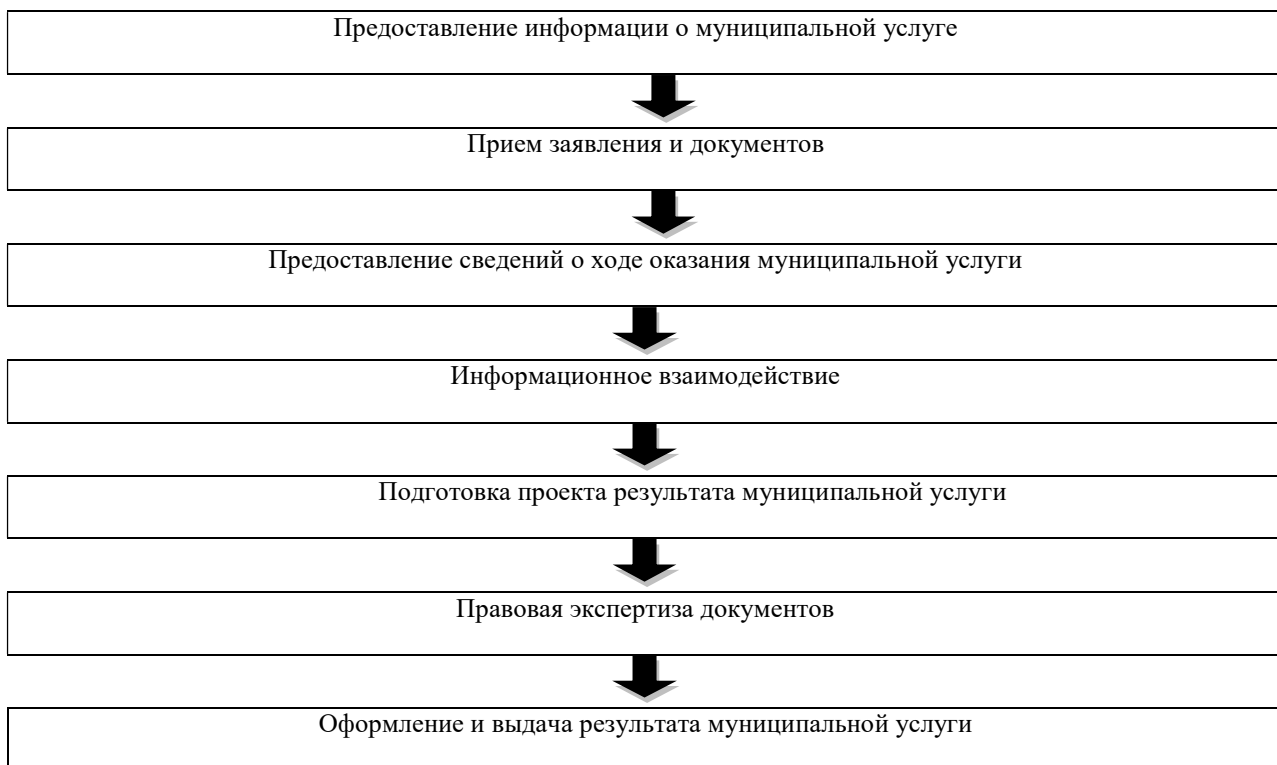 Предоставление информации о муниципальной услуге
Прием заявления и документов
Предоставление сведений о ходе оказания муниципальной услуги
Информационное взаимодействие
Подготовка проекта результата муниципальной услуги
Правовая экспертиза документов
Оформление и выдача результата муниципальной услуги